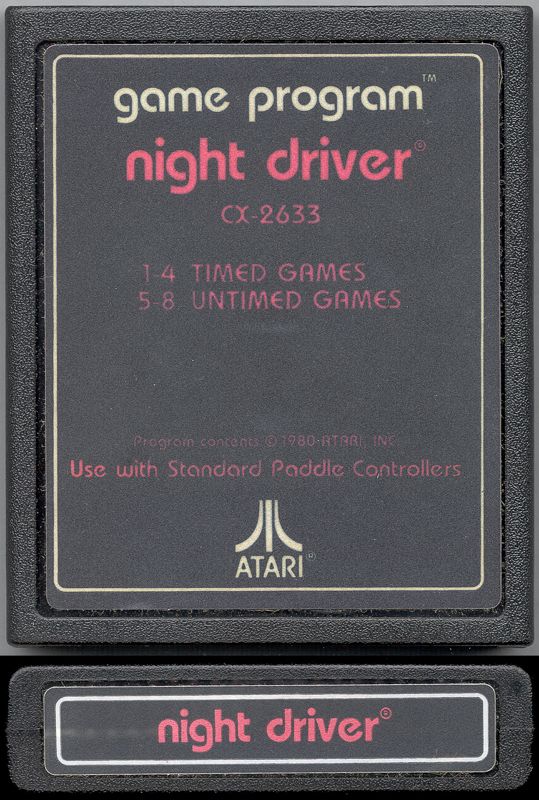 game program™
night driver®
CX-2633
1-4 TIMED GAMES
5-8 UNTIMED GAMES
Program contents © 1980 ATARI, INC.
Use with Standard Paddle Controllers
ATARI®
night driver®